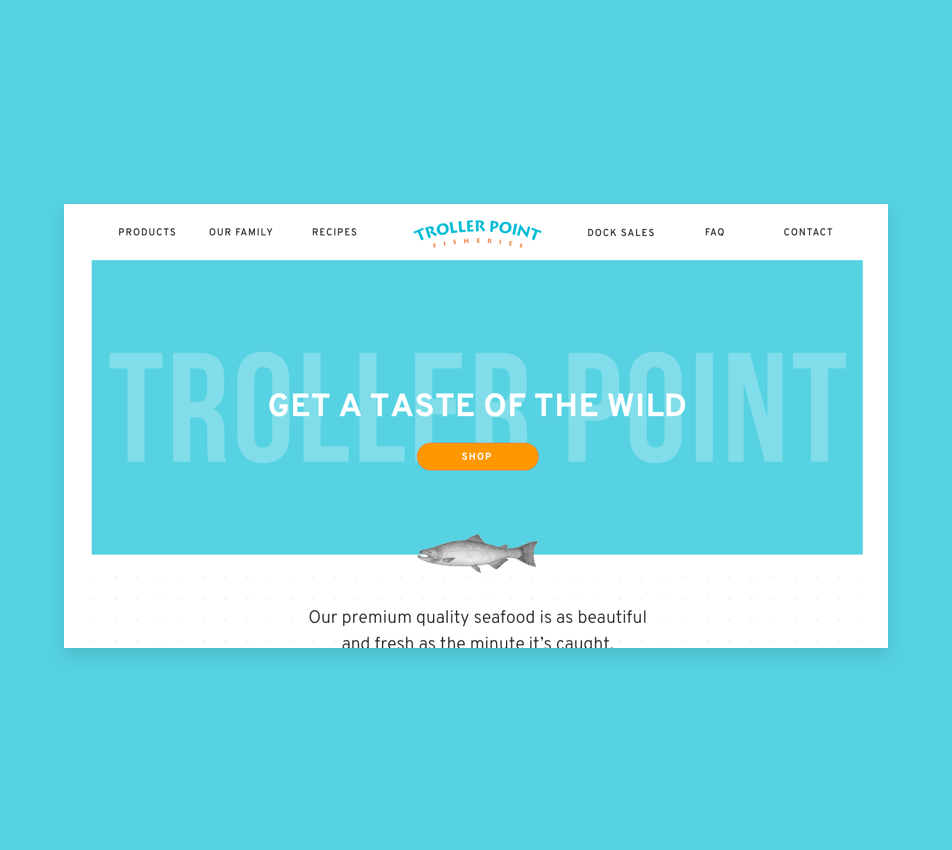 PRODUCTS OUR FAMILY RECIPES TROLLER POINT DOCK SALES FAQ CONTACT
FISHERIES
TROLLER POINT
GET A TASTE OF THE WILD
SHOP
Our premium quality seafood is as beautiful
and fresh as the minute it’s caught.